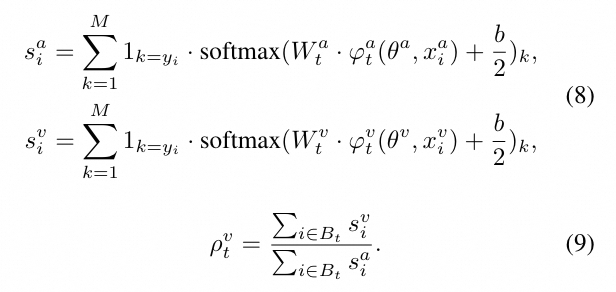 $s_i^a = \sum_{k=1}^{M} 1_{k=y_i} \cdot \text{softmax}(W_t^a \cdot \varphi_t^a(\theta^a, x_i^a) + \frac{b}{2})_k,$
$s_i^v = \sum_{k=1}^{M} 1_{k=y_i} \cdot \text{softmax}(W_t^v \cdot \varphi_t^v(\theta^v, x_i^v) + \frac{b}{2})_k,$ (8)
$\rho_t^v = \frac{\sum_{i \in B_t} s_i^v}{\sum_{i \in B_t} s_i^a}.$ (9)